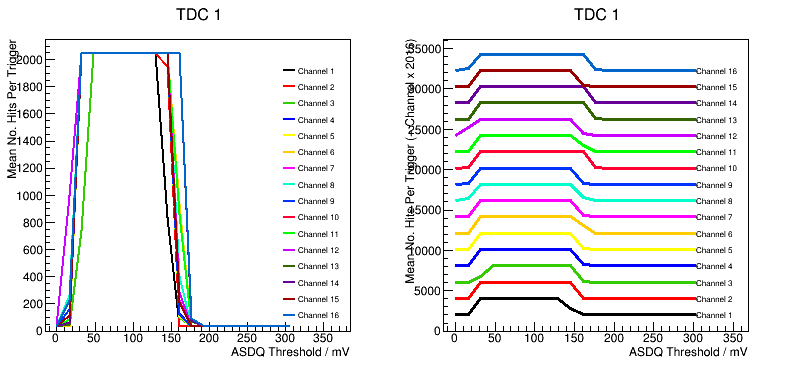 TDC 1
Mean No. Hits Per Trigger
2000
1800
1600
1400
1200
1000
800
600
400
200
0
0 50 100 150 200 250 300 350
ASDQ Threshold / mV
Channel 1
Channel 2
Channel 3
Channel 4
Channel 5
Channel 6
Channel 7
Channel 8
Channel 9
Channel 10
Channel 11
Channel 12
Channel 13
Channel 14
Channel 15
Channel 16
TDC 1
Mean No. Hits Per Trigger (+Channel x 2016)
35000
30000
25000
20000
15000
10000
5000
0
0 50 100 150 200 250 300 350
ASDQ Threshold / mV
Channel 16
Channel 15
Channel 14
Channel 13
Channel 12
Channel 11
Channel 10
Channel 9
Channel 8
Channel 7
Channel 6
Channel 5
Channel 4
Channel 3
Channel 2
Channel 1